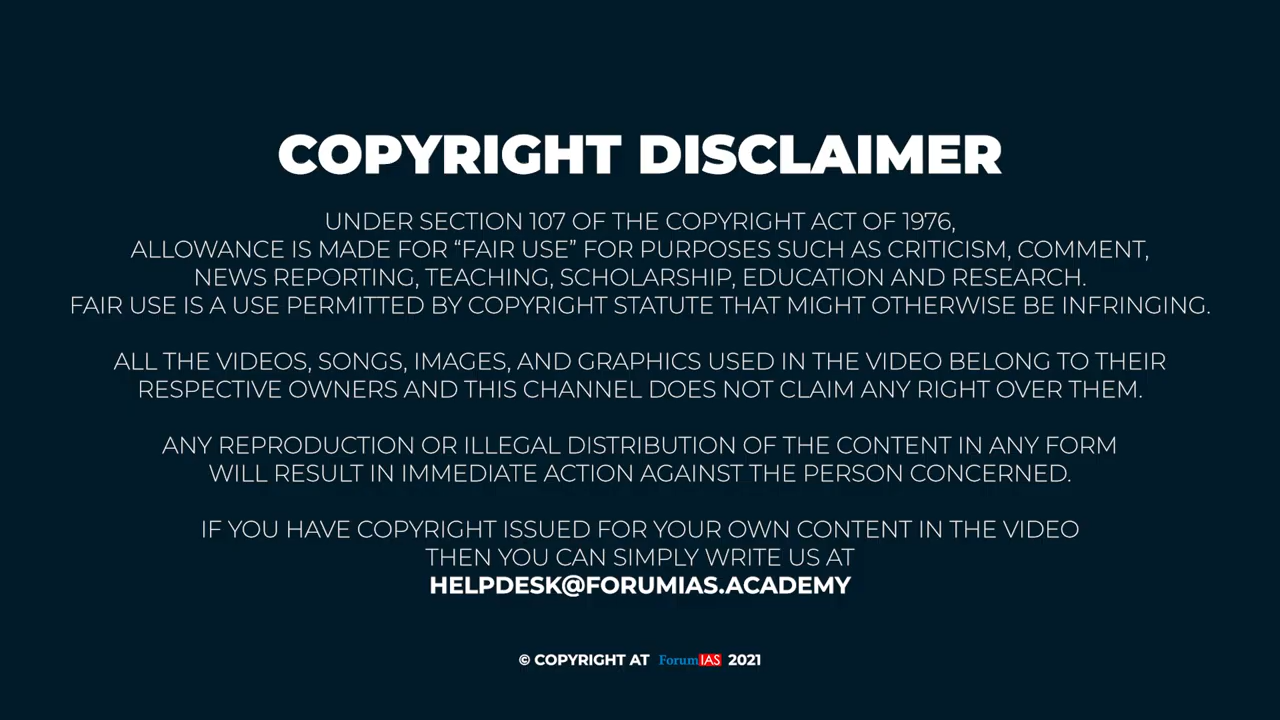 COPYRIGHT DISCLAIMER
UNDER SECTION 107 OF THE COPYRIGHT ACT OF 1976,
ALLOWANCE IS MADE FOR “FAIR USE” FOR PURPOSES SUCH AS CRITICISM, COMMENT,
NEWS REPORTING, TEACHING, SCHOLARSHIP, EDUCATION AND RESEARCH.
FAIR USE IS A USE PERMITTED BY COPYRIGHT STATUTE THAT MIGHT OTHERWISE BE INFRINGING.
ALL THE VIDEOS, SONGS, IMAGES, AND GRAPHICS USED IN THE VIDEO BELONG TO THEIR
RESPECTIVE OWNERS AND THIS CHANNEL DOES NOT CLAIM ANY RIGHT OVER THEM.
ANY REPRODUCTION OR ILLEGAL DISTRIBUTION OF THE CONTENT IN ANY FORM
WILL RESULT IN IMMEDIATE ACTION AGAINST THE PERSON CONCERNED.
IF YOU HAVE COPYRIGHT ISSUED FOR YOUR OWN CONTENT IN THE VIDEO
THEN YOU CAN SIMPLY WRITE US AT
HELPDESK@FORUMIAS.ACADEMY
© COPYRIGHT AT ForumIAS 2021